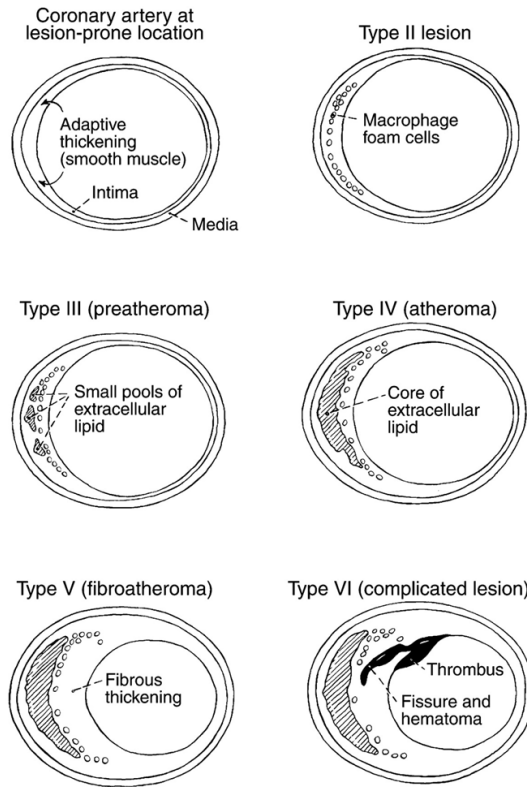 Coronary artery at
lesion-prone location
Adaptive
thickening
(smooth muscle)
Intima
Media
Type II lesion
Macrophage
foam cells
Type III (preatheroma)
Small pools of
extracellular
lipid
Type IV (atheroma)
Core of
extracellular
lipid
Type V (fibroatheroma)
Fibrous
thickening
Type VI (complicated lesion)
Thrombus
Fissure and
hematoma